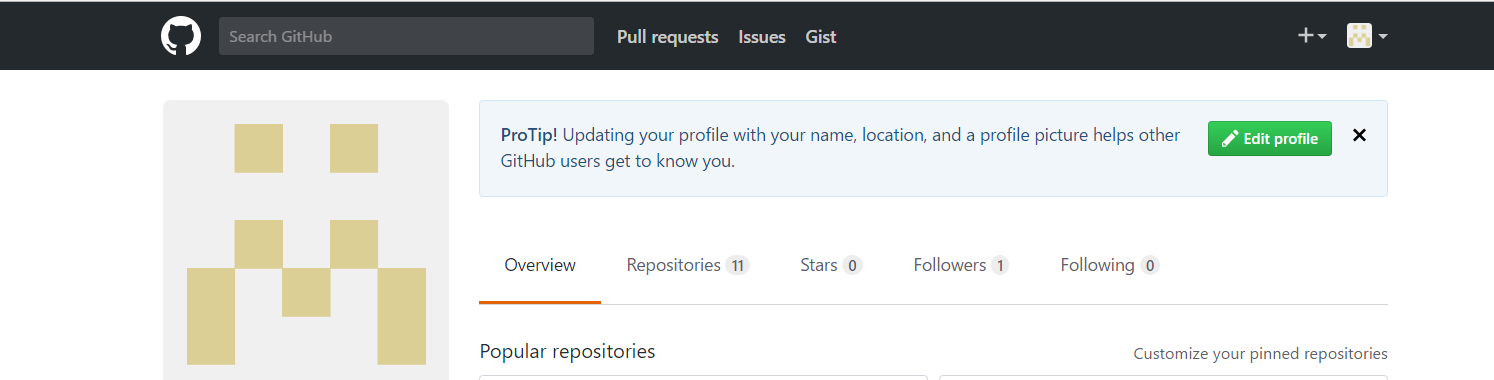 Search GitHub
Pull requests
Issues
Gist
ProTip! Updating your profile with your name, location, and a profile picture helps other
GitHub users get to know you.
Edit profile
Overview
Repositories 11
Stars 0
Followers 1
Following 0
Popular repositories
Customize your pinned repositories